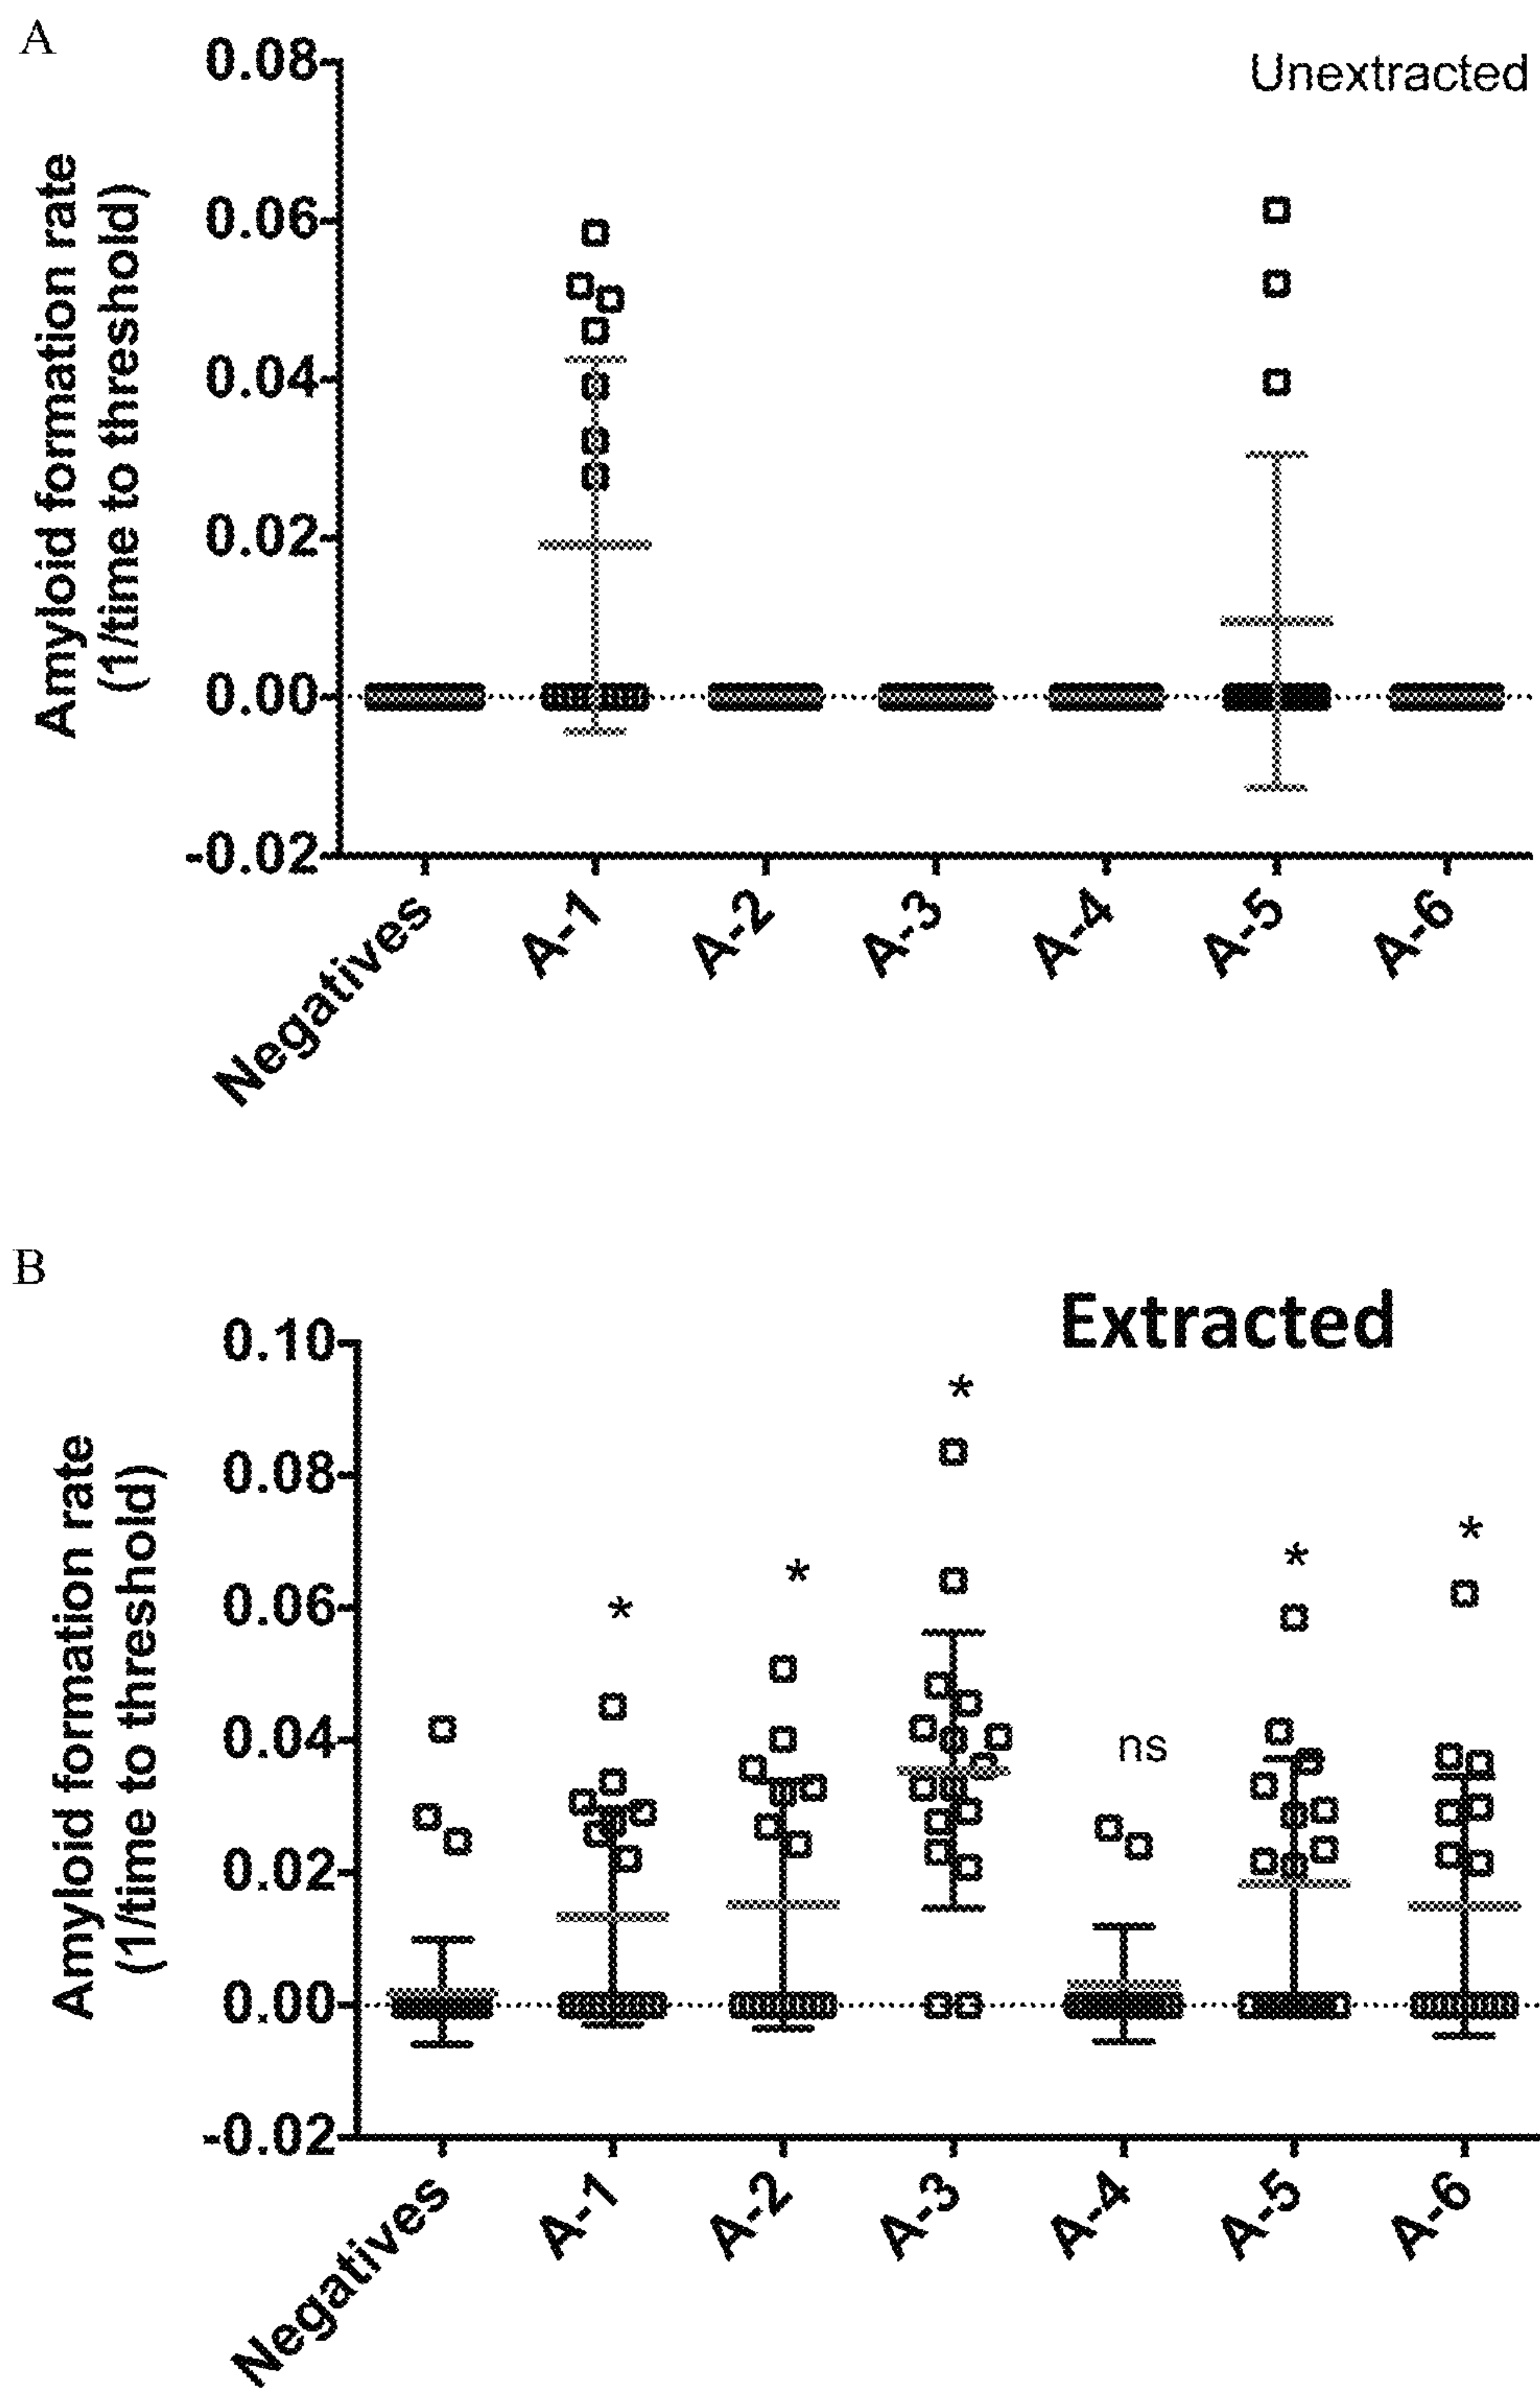 A
Unextracted
Amyloid formation rate
(1/time to threshold)
0.08
0.06
0.04
0.02
0.00
-0.02
Negatives
A-1
A-2
A-3
A-4
A-5
A-6
B
Extracted
Amyloid formation rate
(1/time to threshold)
0.10
0.08
0.06
0.04
0.02
0.00
-0.02
*
*
*
ns
*
*
Negatives
A-1
A-2
A-3
A-4
A-5
A-6